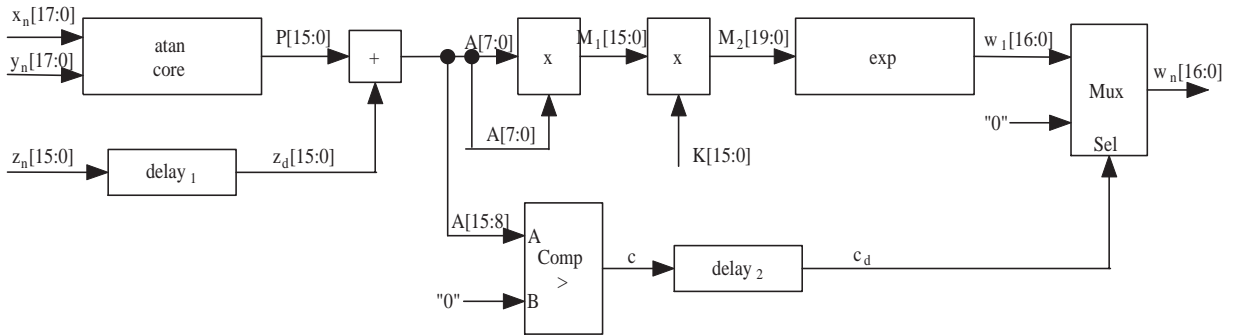 xn[17:0]
yn[17:0]
atan
core
P[15:0]
+
A[7:0]
x
M1[15:0]
x
M2[19:0]
exp
w1[16:0]
Mux
Sel
wn[16:0]
"0"
A[7:0]
K[15:0]
zn[15:0]
delay 1
zd[15:0]
A[15:8]
A
Comp
>
B
"0"
c
delay 2
cd